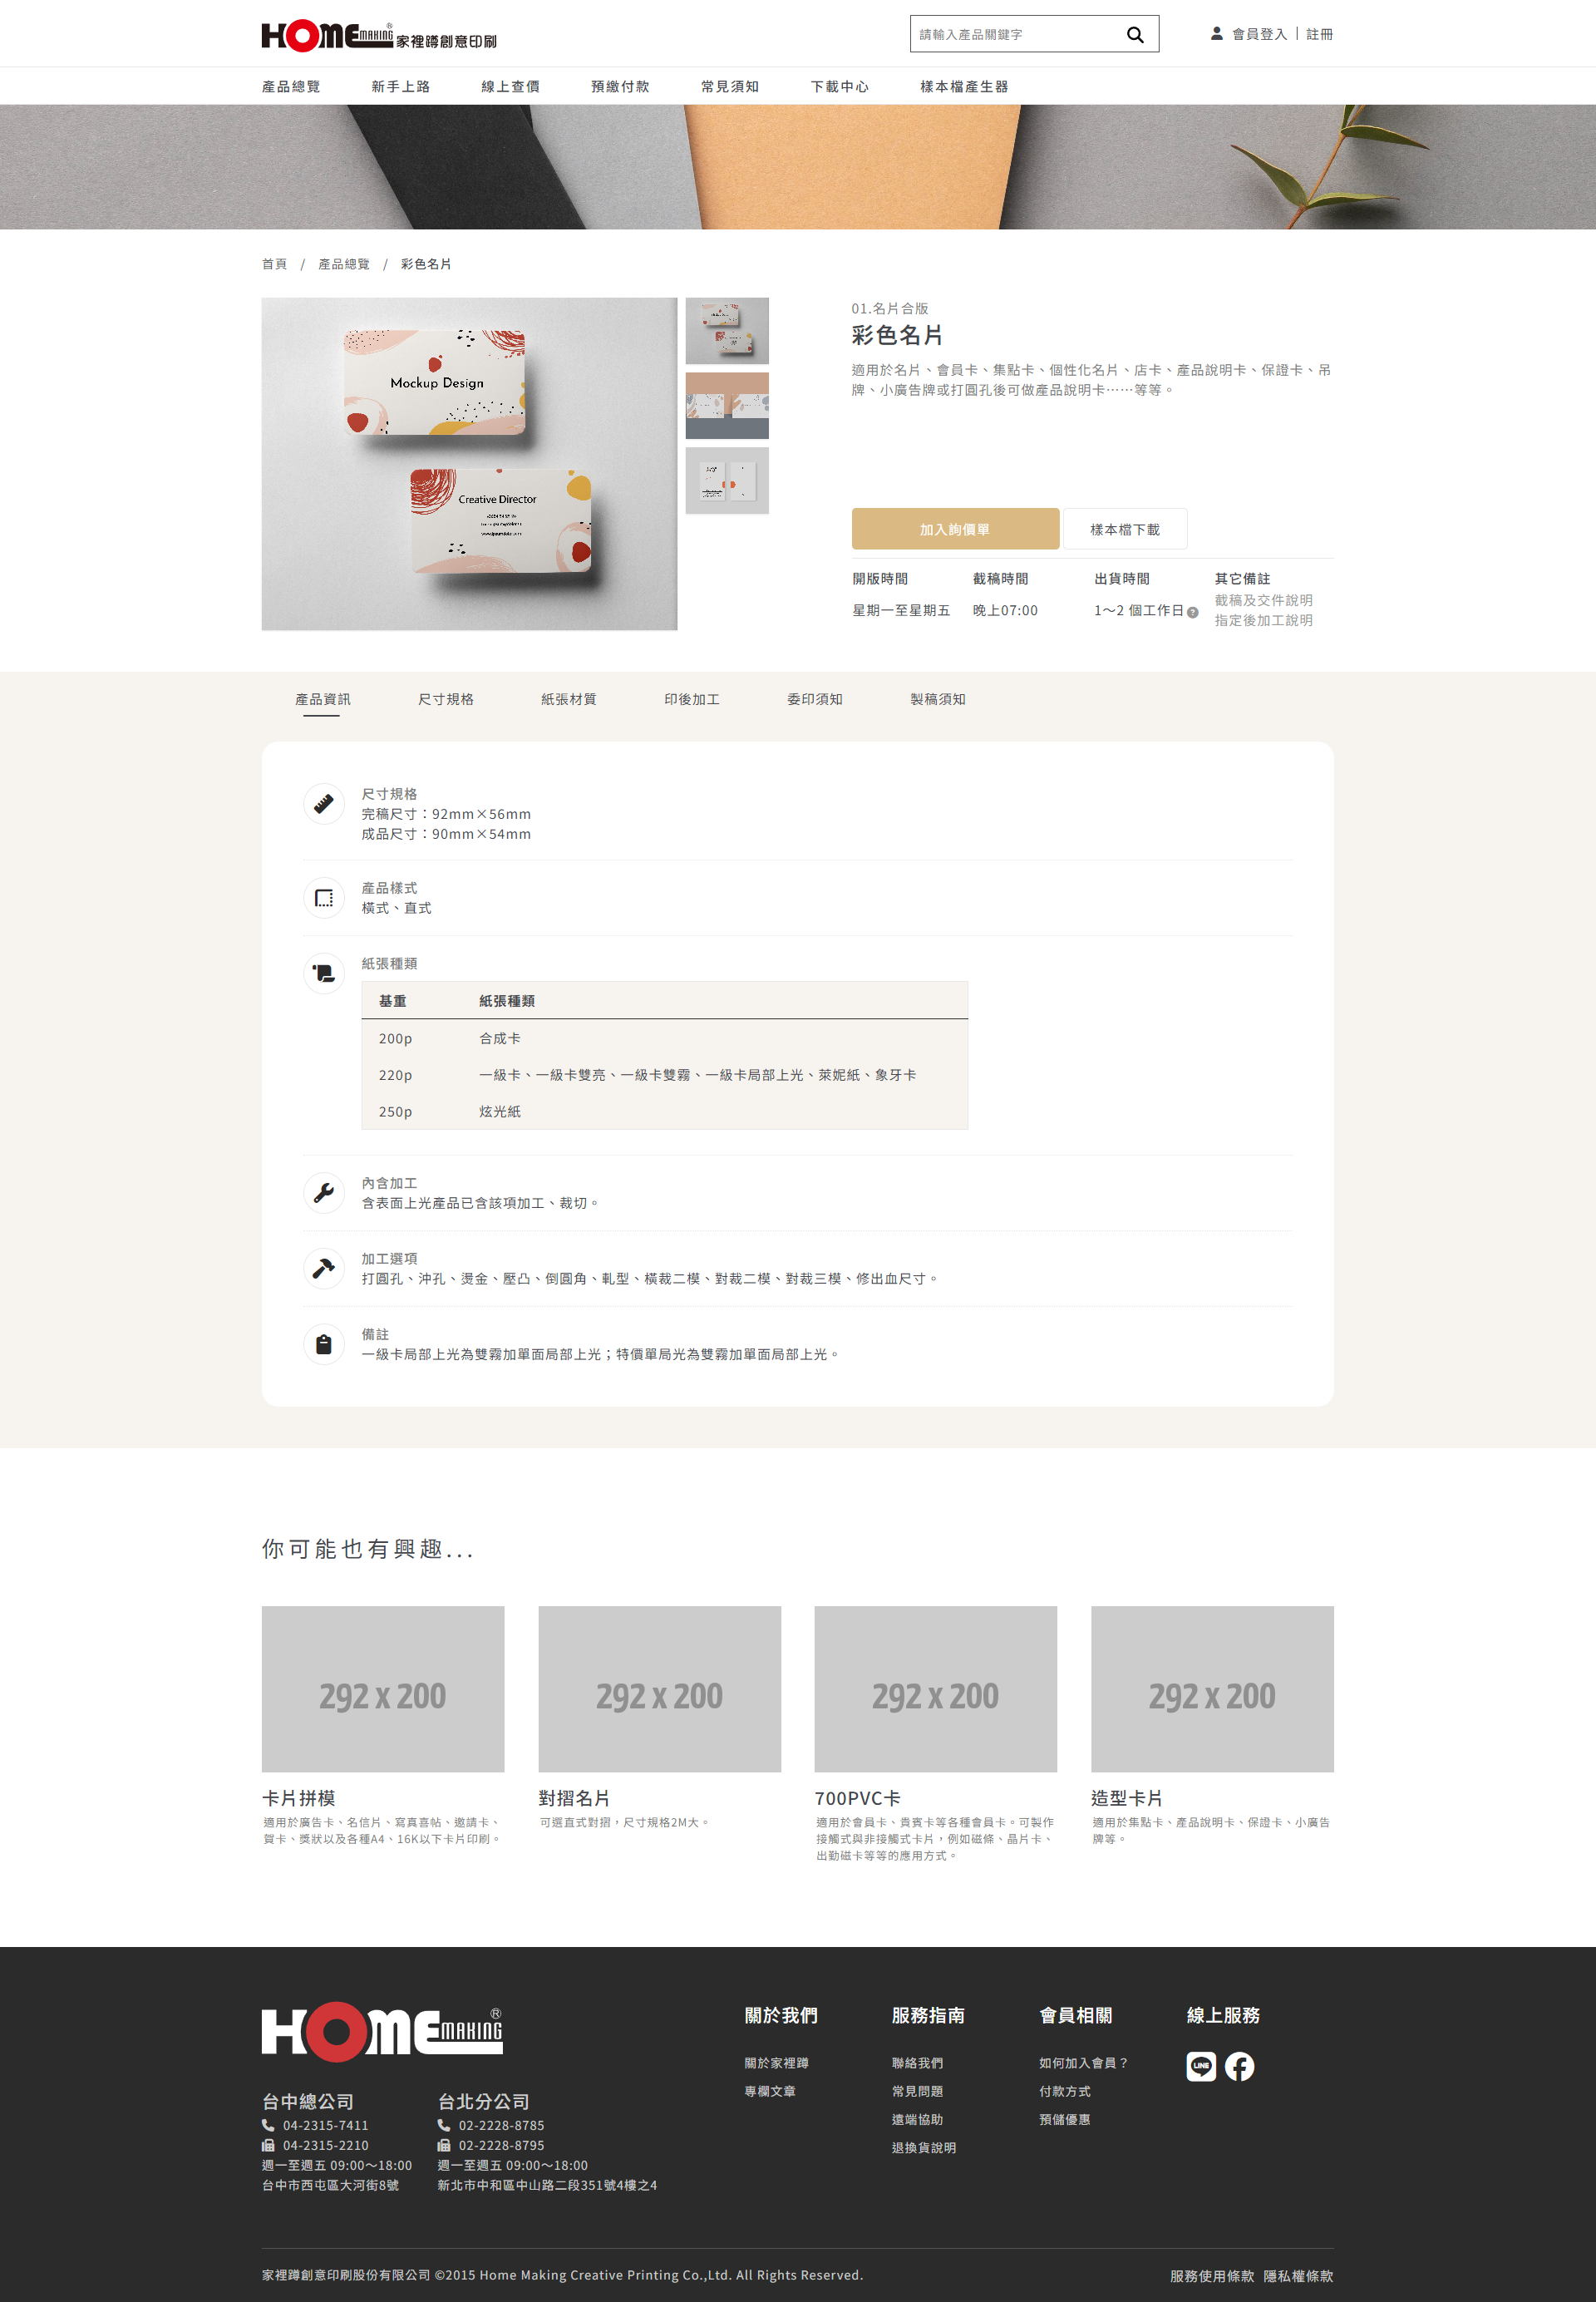 HOME MAKING ® 家裡蹲創意印刷
請輸入產品關鍵字
會員登入 | 註冊
產品總覽 新手上路 線上查價 預繳付款 常見須知 下載中心 樣本檔產生器
首頁 / 產品總覽 / 彩色名片
Mockup Design
Creative Director
01.名片合版
彩色名片
適用於名片、會員卡、集點卡、個性化名片、店卡、產品說明卡、保證卡、吊
牌、小廣告牌或打圓孔後可做產品說明卡……等等。
加入詢價單 樣本檔下載
開版時間 截稿時間 出貨時間 其它備註
星期一至星期五 晚上07:00 1～2 個工作日 ? 截稿及交件說明
指定後加工說明
產品資訊 尺寸規格 紙張材質 印後加工 委印須知 製稿須知
尺寸規格
完稿尺寸：92mm×56mm
成品尺寸：90mm×54mm
產品樣式
橫式、直式
紙張種類
基重 紙張種類
200p 合成卡
220p 一級卡、一級卡雙亮、一級卡雙霧、一級卡局部上光、萊妮紙、象牙卡
250p 炫光紙
內含加工
含表面上光產品已含該項加工、裁切。
加工選項
打圓孔、沖孔、燙金、壓凸、倒圓角、軋型、橫裁二模、對裁二模、對裁三模、修出血尺寸。
備註
一級卡局部上光為雙霧加單面局部上光；特價單局光為雙霧加單面局部上光。
你可能也有興趣...
292 x 200 292 x 200 292 x 200 292 x 200
卡片拼模
適用於廣告卡、名信片、寫真喜帖、邀請卡、
賀卡、獎狀以及各種A4、16K以下卡片印刷。
對摺名片
可選直式對摺，尺寸規格2M大。
700PVC卡
適用於會員卡、貴賓卡等各種會員卡。可製作
接觸式與非接觸式卡片，例如磁條、晶片卡、
出勤磁卡等等的應用方式。
造型卡片
適用於集點卡、產品說明卡、保證卡、小廣告
牌等。
HOME MAKING ®
台中總公司
04-2315-7411
04-2315-2210
週一至週五 09:00～18:00
台中市西屯區大河街8號
台北分公司
02-2228-8785
02-2228-8795
週一至週五 09:00～18:00
新北市中和區中山路二段351號4樓之4
關於我們
關於家裡蹲
專欄文章
服務指南
聯絡我們
常見問題
遠端協助
退換貨說明
會員相關
如何加入會員？
付款方式
預儲優惠
線上服務
LINE
家裡蹲創意印刷股份有限公司 ©2015 Home Making Creative Printing Co.,Ltd. All Rights Reserved.
服務使用條款 隱私權條款